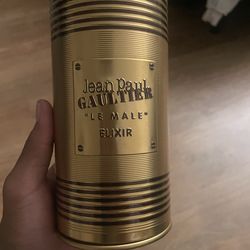 Jean Paul
GAULTIER
"LE MALE"
ELIXIR